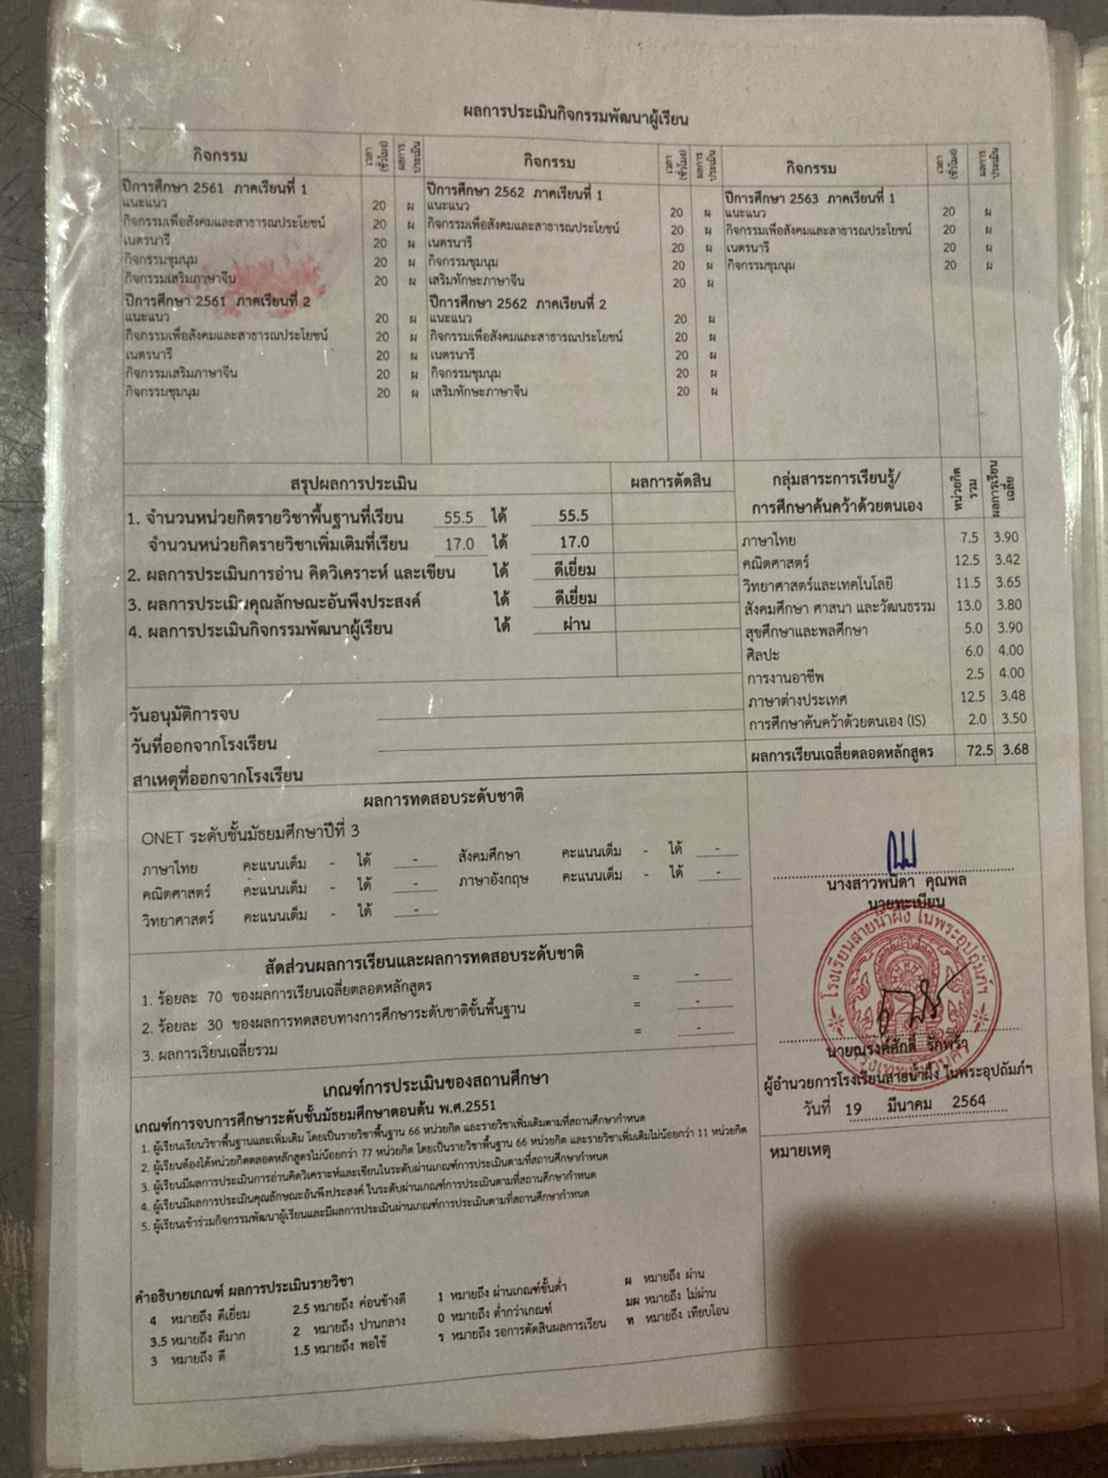 ผลการประเมินกิจกรรมพัฒนาผู้เรียน
กิจกรรม เวลา (ชั่วโมง) ผลการประเมิน กิจกรรม เวลา (ชั่วโมง) ผลการประเมิน กิจกรรม เวลา (ชั่วโมง) ผลการประเมิน
ปีการศึกษา 2561 ภาคเรียนที่ 1 ปีการศึกษา 2562 ภาคเรียนที่ 1 ปีการศึกษา 2563 ภาคเรียนที่ 1
แนะแนว 20 ผ แนะแนว 20 ผ แนะแนว 20 ผ
กิจกรรมเพื่อสังคมและสาธารณประโยชน์ 20 ผ กิจกรรมเพื่อสังคมและสาธารณประโยชน์ 20 ผ กิจกรรมเพื่อสังคมและสาธารณประโยชน์ 20 ผ
เนตรนารี 20 ผ เนตรนารี 20 ผ เนตรนารี 20 ผ
กิจกรรมชุมนุม 20 ผ กิจกรรมชุมนุม 20 ผ กิจกรรมชุมนุม 20 ผ
กิจกรรมเสริมภาษาจีน 20 ผ เสริมทักษะภาษาจีน 20 ผ
ปีการศึกษา 2561 ภาคเรียนที่ 2 ปีการศึกษา 2562 ภาคเรียนที่ 2
แนะแนว 20 ผ แนะแนว 20 ผ
กิจกรรมเพื่อสังคมและสาธารณประโยชน์ 20 ผ กิจกรรมเพื่อสังคมและสาธารณประโยชน์ 20 ผ
เนตรนารี 20 ผ เนตรนารี 20 ผ
กิจกรรมเสริมภาษาจีน 20 ผ กิจกรรมชุมนุม 20 ผ
กิจกรรมชุมนุม 20 ผ เสริมทักษะภาษาจีน 20 ผ
สรุปผลการประเมิน ผลการตัดสิน
1. จำนวนหน่วยกิตรายวิชาพื้นฐานที่เรียน 55.5 ได้ 55.5
จำนวนหน่วยกิตรายวิชาเพิ่มเติมที่เรียน 17.0 ได้ 17.0
2. ผลการประเมินการอ่าน คิดวิเคราะห์ และเขียน ได้ ดีเยี่ยม
3. ผลการประเมินคุณลักษณะอันพึงประสงค์ ได้ ดีเยี่ยม
4. ผลการประเมินกิจกรรมพัฒนาผู้เรียน ได้ ผ่าน
วันอนุมัติการจบ
วันที่ออกจากโรงเรียน
สาเหตุที่ออกจากโรงเรียน
กลุ่มสาระการเรียนรู้/
การศึกษาค้นคว้าด้วยตนเอง หน่วยกิตรวม ผลการเรียนเฉลี่ย
ภาษาไทย 7.5 3.90
คณิตศาสตร์ 12.5 3.42
วิทยาศาสตร์และเทคโนโลยี 11.5 3.65
สังคมศึกษา ศาสนา และวัฒนธรรม 13.0 3.80
สุขศึกษาและพลศึกษา 5.0 3.90
ศิลปะ 6.0 4.00
การงานอาชีพ 2.5 4.00
ภาษาต่างประเทศ 12.5 3.48
การศึกษาค้นคว้าด้วยตนเอง (IS) 2.0 3.50
ผลการเรียนเฉลี่ยตลอดหลักสูตร 72.5 3.68
ผลการทดสอบระดับชาติ
ONET ระดับชั้นมัธยมศึกษาปีที่ 3
ภาษาไทย คะแนนเต็ม - ได้ - สังคมศึกษา คะแนนเต็ม - ได้ -
คณิตศาสตร์ คะแนนเต็ม - ได้ - ภาษาอังกฤษ คะแนนเต็ม - ได้ -
วิทยาศาสตร์ คะแนนเต็ม - ได้ -
สัดส่วนผลการเรียนและผลการทดสอบระดับชาติ
1. ร้อยละ 70 ของผลการเรียนเฉลี่ยตลอดหลักสูตร = -
2. ร้อยละ 30 ของผลการทดสอบทางการศึกษาระดับชาติขั้นพื้นฐาน = -
3. ผลการเรียนเฉลี่ยรวม = -
นางสาวพนิดา คุณพล
นายทะเบียน
โรงเรียนสายน้ำผึ้ง ในพระอุปถัมภ์ฯ
นายณรงค์ศักดิ์ รักพร้า
ผู้อำนวยการโรงเรียนสายน้ำผึ้ง ในพระอุปถัมภ์ฯ
วันที่ 19 มีนาคม 2564
หมายเหตุ
เกณฑ์การประเมินของสถานศึกษา
เกณฑ์การจบการศึกษาระดับชั้นมัธยมศึกษาตอนต้น พ.ศ.2551
1. ผู้เรียนเรียนวิชาพื้นฐานและเพิ่มเติม โดยเป็นรายวิชาพื้นฐาน 66 หน่วยกิต และรายวิชาเพิ่มเติมตามที่สถานศึกษากำหนด
2. ผู้เรียนต้องได้หน่วยกิตตลอดหลักสูตรไม่น้อยกว่า 77 หน่วยกิต โดยเป็นรายวิชาพื้นฐาน 66 หน่วยกิต และรายวิชาเพิ่มเติมไม่น้อยกว่า 11 หน่วยกิต
3. ผู้เรียนมีผลการประเมินการอ่านคิดวิเคราะห์และเขียนในระดับผ่านเกณฑ์การประเมินตามที่สถานศึกษากำหนด
4. ผู้เรียนมีผลการประเมินคุณลักษณะอันพึงประสงค์ ในระดับผ่านเกณฑ์การประเมินตามที่สถานศึกษากำหนด
5. ผู้เรียนเข้าร่วมกิจกรรมพัฒนาผู้เรียนและมีผลการประเมินผ่านเกณฑ์การประเมินตามที่สถานศึกษากำหนด
คำอธิบายเกณฑ์ ผลการประเมินรายวิชา
4 หมายถึง ดีเยี่ยม 2.5 หมายถึง ค่อนข้างดี 1 หมายถึง ผ่านเกณฑ์ขั้นต่ำ ผ หมายถึง ผ่าน
3.5 หมายถึง ดีมาก 2 หมายถึง ปานกลาง 0 หมายถึง ต่ำกว่าเกณฑ์ มผ หมายถึง ไม่ผ่าน
3 หมายถึง ดี 1.5 หมายถึง พอใช้ ร หมายถึง รอการตัดสินผลการเรียน ท หมายถึง เทียบโอน